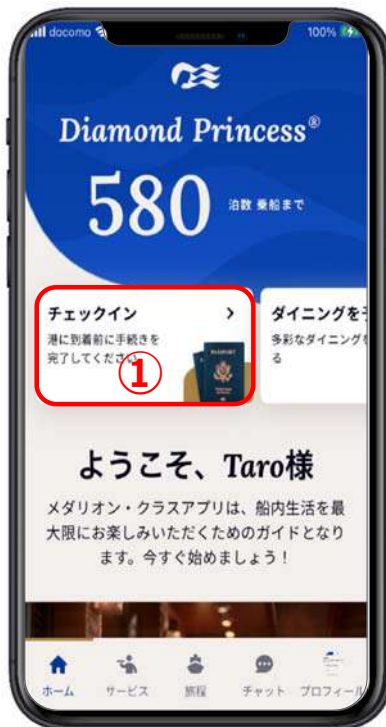 docomo
100%
Diamond Princess®
580 泊数 乗船まで
チェックイン
港に到着前に手続きを
完了してください
①
PASSPORT
ダイニングを
多彩なダイニング
る
ようこそ、Taro様
メダリオン・クラスアプリは、船内生活を最
大限にお楽しみいただくためのガイドとなり
ます。今すぐ始めましょう！
ホーム
サービス
旅程
チャット
プロフィール